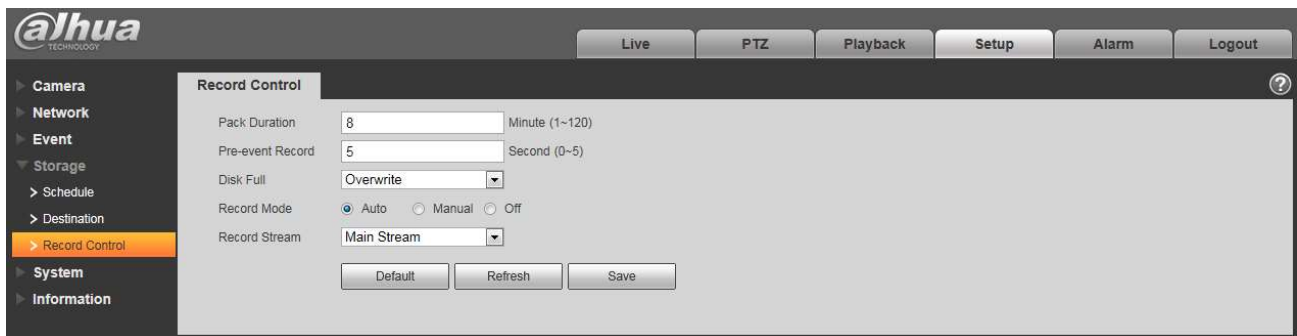 alhua
TECHNOLOGY
Live PTZ Playback Setup Alarm Logout
Camera
Network
Event
Storage
> Schedule
> Destination
> Record Control
System
Information
Record Control
?
Pack Duration 8 Minute (1~120)
Pre-event Record 5 Second (0~5)
Disk Full Overwrite
Record Mode Auto Manual Off
Record Stream Main Stream
Default Refresh Save